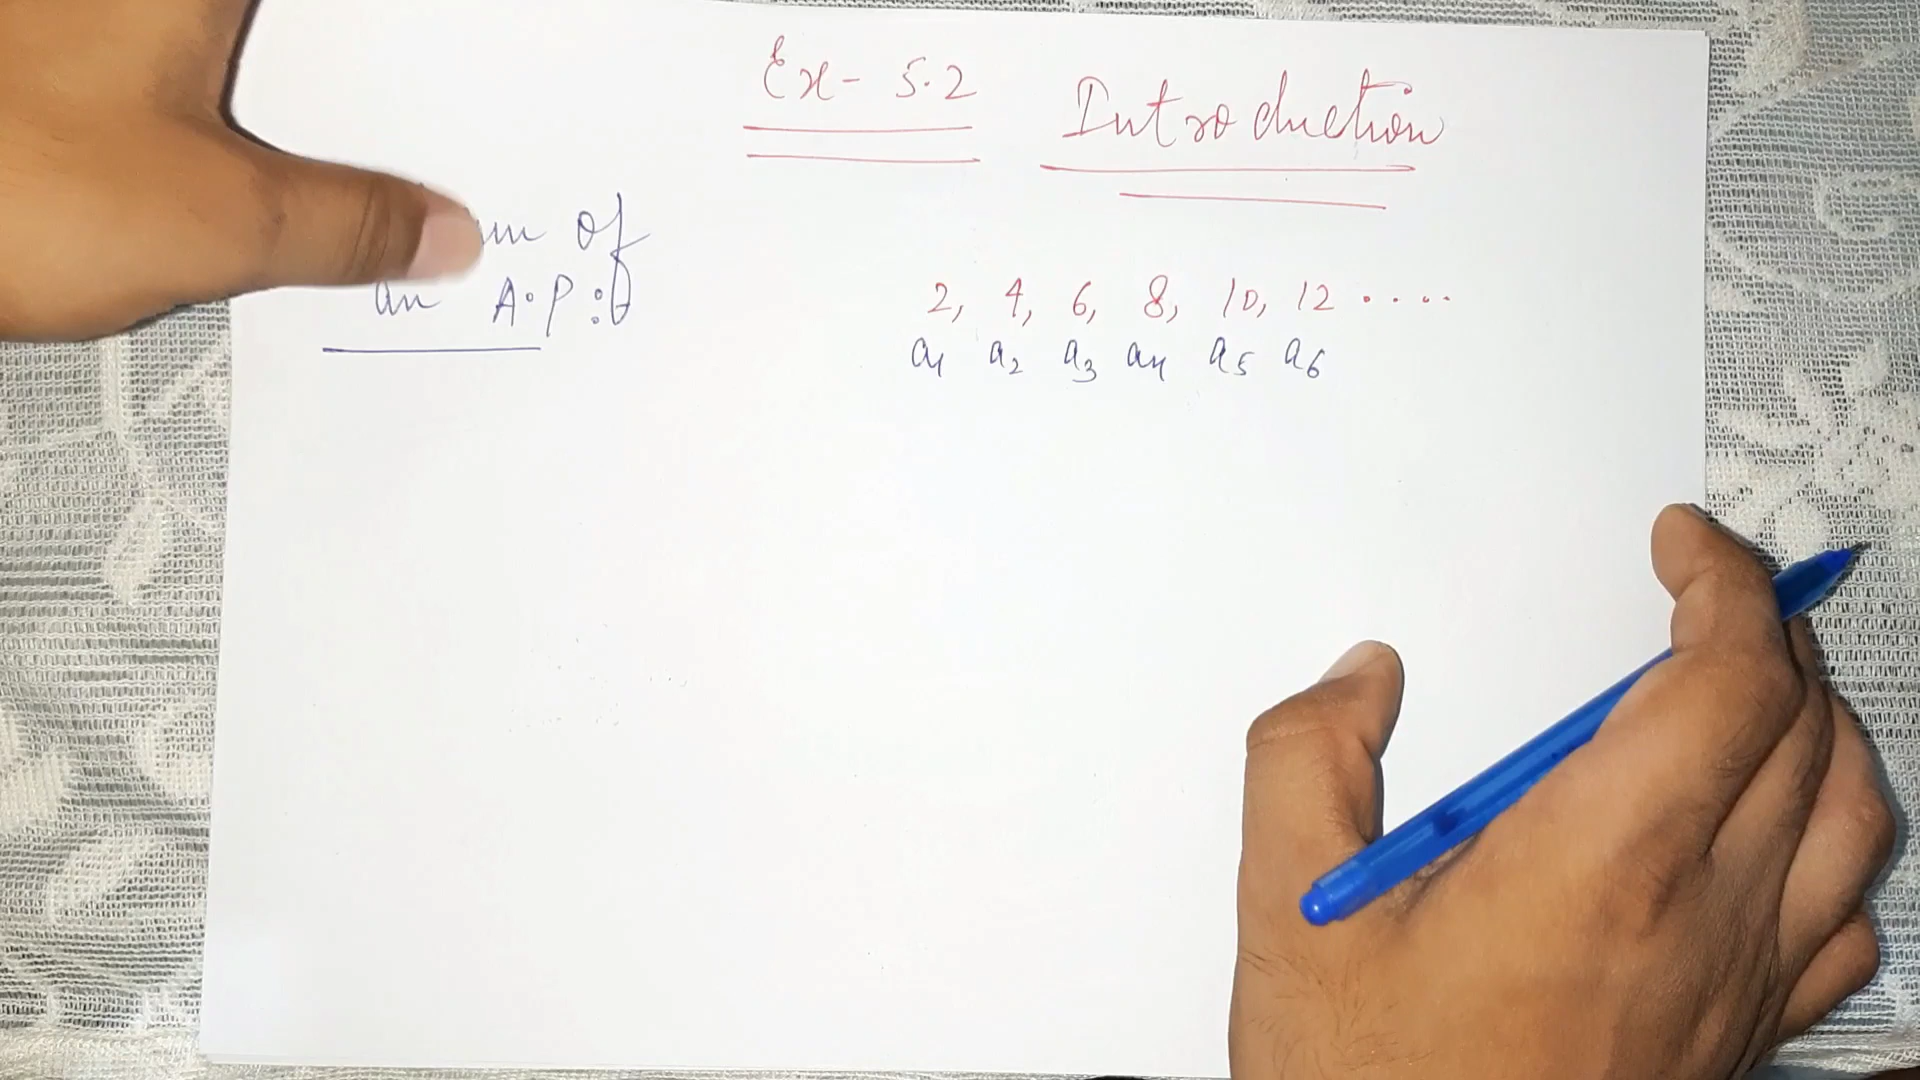 Ex- 5.2 Introduction
of
an A.P :-
2, 4, 6, 8, 10, 12 ....
a1 a2 a3 a4 a5 a6